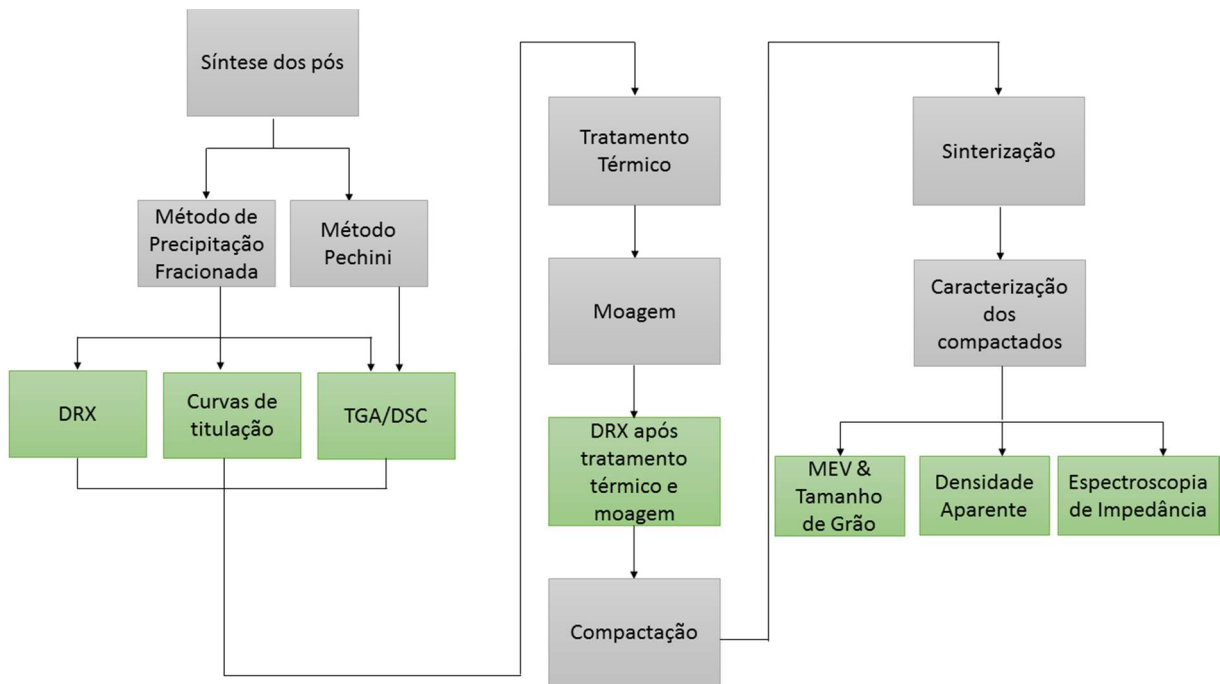 Síntese dos pós
Método de
Precipitação
Fracionada
Método
Pechini
DRX
Curvas de
titulação
TGA/DSC
Tratamento
Térmico
Moagem
DRX após
tratamento
térmico e
moagem
Compactação
Sinterização
Caracterização
dos
compactados
MEV &
Tamanho
de Grão
Densidade
Aparente
Espectroscopia
de Impedância